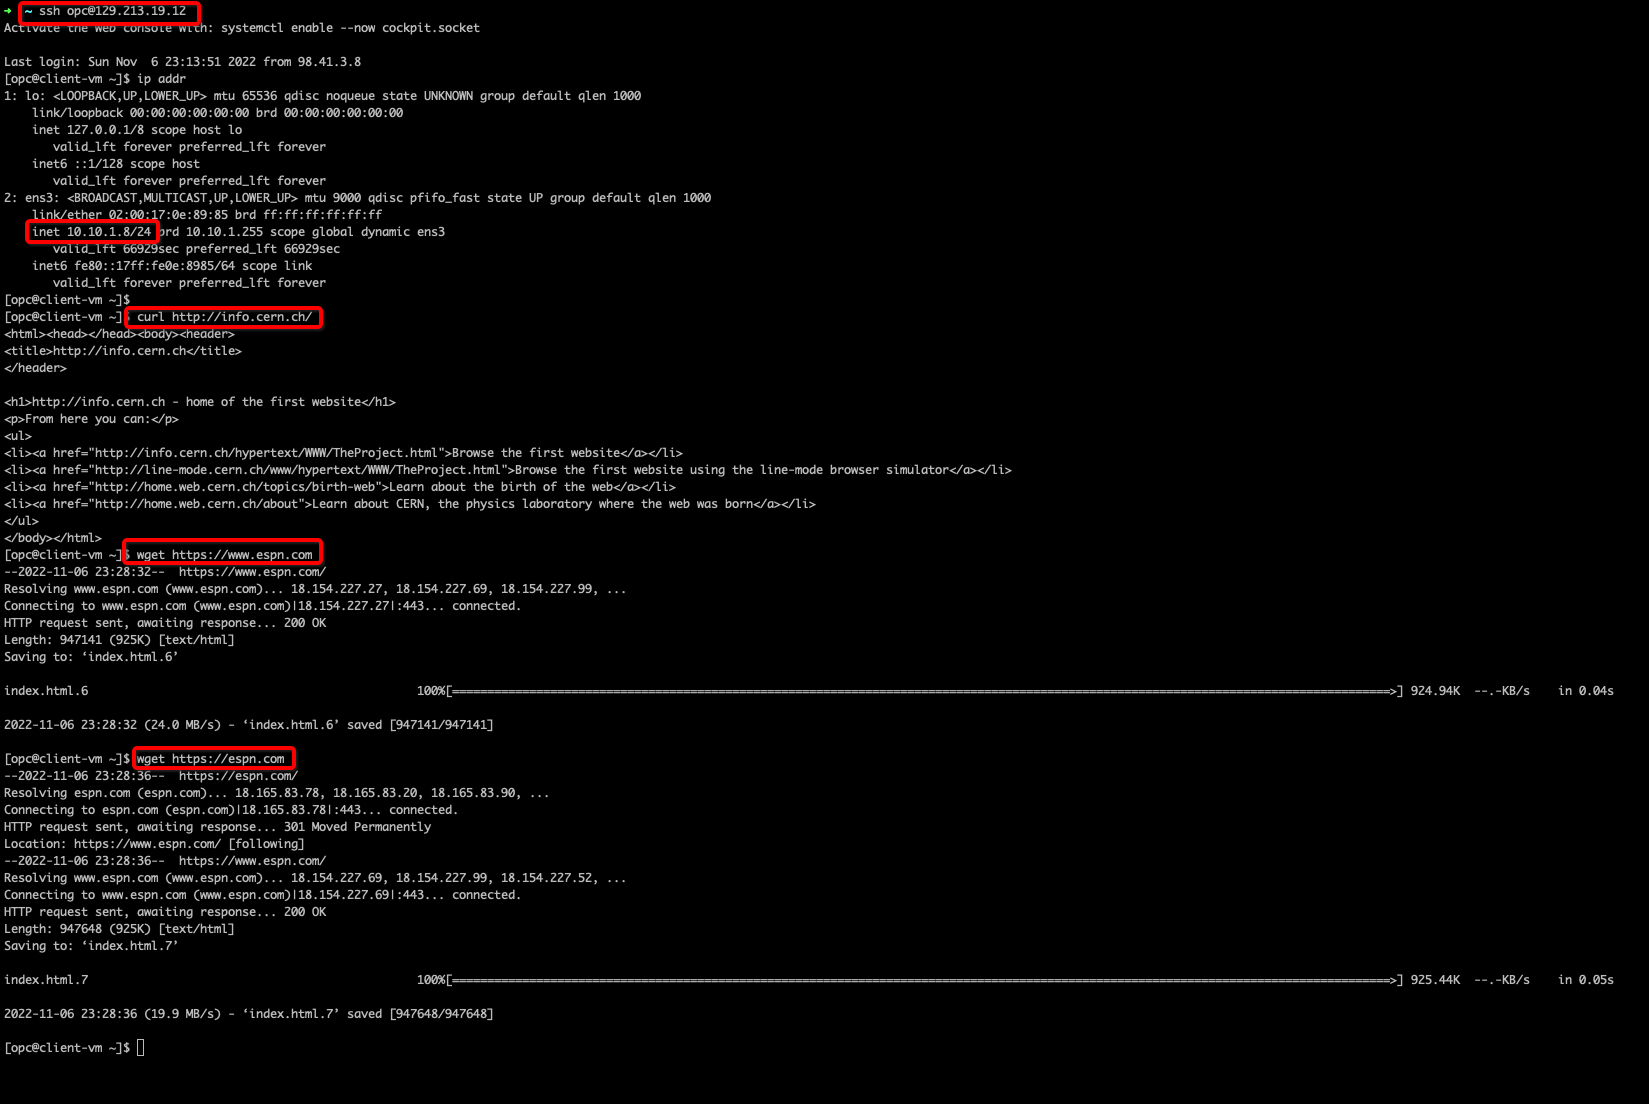 → ~ ssh opc@129.213.19.12
Activate the web console with: systemctl enable --now cockpit.socket
Last login: Sun Nov  6 23:13:51 2022 from 98.41.3.8
[opc@client-vm ~]$ ip addr
1: lo: <LOOPBACK,UP,LOWER_UP> mtu 65536 qdisc noqueue state UNKNOWN group default qlen 1000
    link/loopback 00:00:00:00:00:00 brd 00:00:00:00:00:00
    inet 127.0.0.1/8 scope host lo
       valid_lft forever preferred_lft forever
    inet6 ::1/128 scope host
       valid_lft forever preferred_lft forever
2: ens3: <BROADCAST,MULTICAST,UP,LOWER_UP> mtu 9000 qdisc pfifo_fast state UP group default qlen 1000
    link/ether 02:00:17:0e:89:85 brd ff:ff:ff:ff:ff:ff
    inet 10.10.1.8/24 brd 10.10.1.255 scope global dynamic ens3
       valid_lft 66929sec preferred_lft 66929sec
    inet6 fe80::17ff:fe0e:8985/64 scope link
       valid_lft forever preferred_lft forever
[opc@client-vm ~]$
[opc@client-vm ~]$ curl http://info.cern.ch/
<html><head></head><body><header>
<title>http://info.cern.ch</title>
</header>
<h1>http://info.cern.ch - home of the first website</h1>
<p>From here you can:</p>
<ul>
<li><a href="http://info.cern.ch/hypertext/WWW/TheProject.html">Browse the first website</a></li>
<li><a href="http://line-mode.cern.ch/www/hypertext/WWW/TheProject.html">Browse the first website using the line-mode browser simulator</a></li>
<li><a href="http://home.web.cern.ch/topics/birth-web">Learn about the birth of the web</a></li>
<li><a href="http://home.web.cern.ch/about">Learn about CERN, the physics laboratory where the web was born</a></li>
</ul>
</body></html>
[opc@client-vm ~]$ wget https://www.espn.com
--2022-11-06 23:28:32--  https://www.espn.com/
Resolving www.espn.com (www.espn.com)... 18.154.227.27, 18.154.227.69, 18.154.227.99, ...
Connecting to www.espn.com (www.espn.com)|18.154.227.27|:443... connected.
HTTP request sent, awaiting response... 200 OK
Length: 947141 (925K) [text/html]
Saving to: ‘index.html.6’
index.html.6 100%[===================>] 924.94K  --.-KB/s    in 0.04s
2022-11-06 23:28:32 (24.0 MB/s) - ‘index.html.6’ saved [947141/947141]
[opc@client-vm ~]$ wget https://espn.com
--2022-11-06 23:28:36--  https://espn.com/
Resolving espn.com (espn.com)... 18.165.83.78, 18.165.83.20, 18.165.83.90, ...
Connecting to espn.com (espn.com)|18.165.83.78|:443... connected.
HTTP request sent, awaiting response... 301 Moved Permanently
Location: https://www.espn.com/ [following]
--2022-11-06 23:28:36--  https://www.espn.com/
Resolving www.espn.com (www.espn.com)... 18.154.227.69, 18.154.227.99, 18.154.227.52, ...
Connecting to www.espn.com (www.espn.com)|18.154.227.69|:443... connected.
HTTP request sent, awaiting response... 200 OK
Length: 947648 (925K) [text/html]
Saving to: ‘index.html.7’
index.html.7 100%[===================>] 925.44K  --.-KB/s    in 0.05s
2022-11-06 23:28:36 (19.9 MB/s) - ‘index.html.7’ saved [947648/947648]
[opc@client-vm ~]$